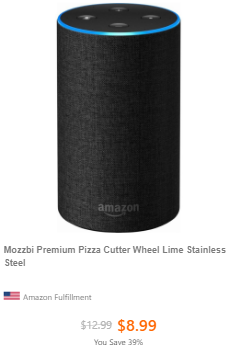 amazon
Mozzbi Premium Pizza Cutter Wheel Lime Stainless
Steel
Amazon Fulfillment
$12.99 $8.99
You Save 39%